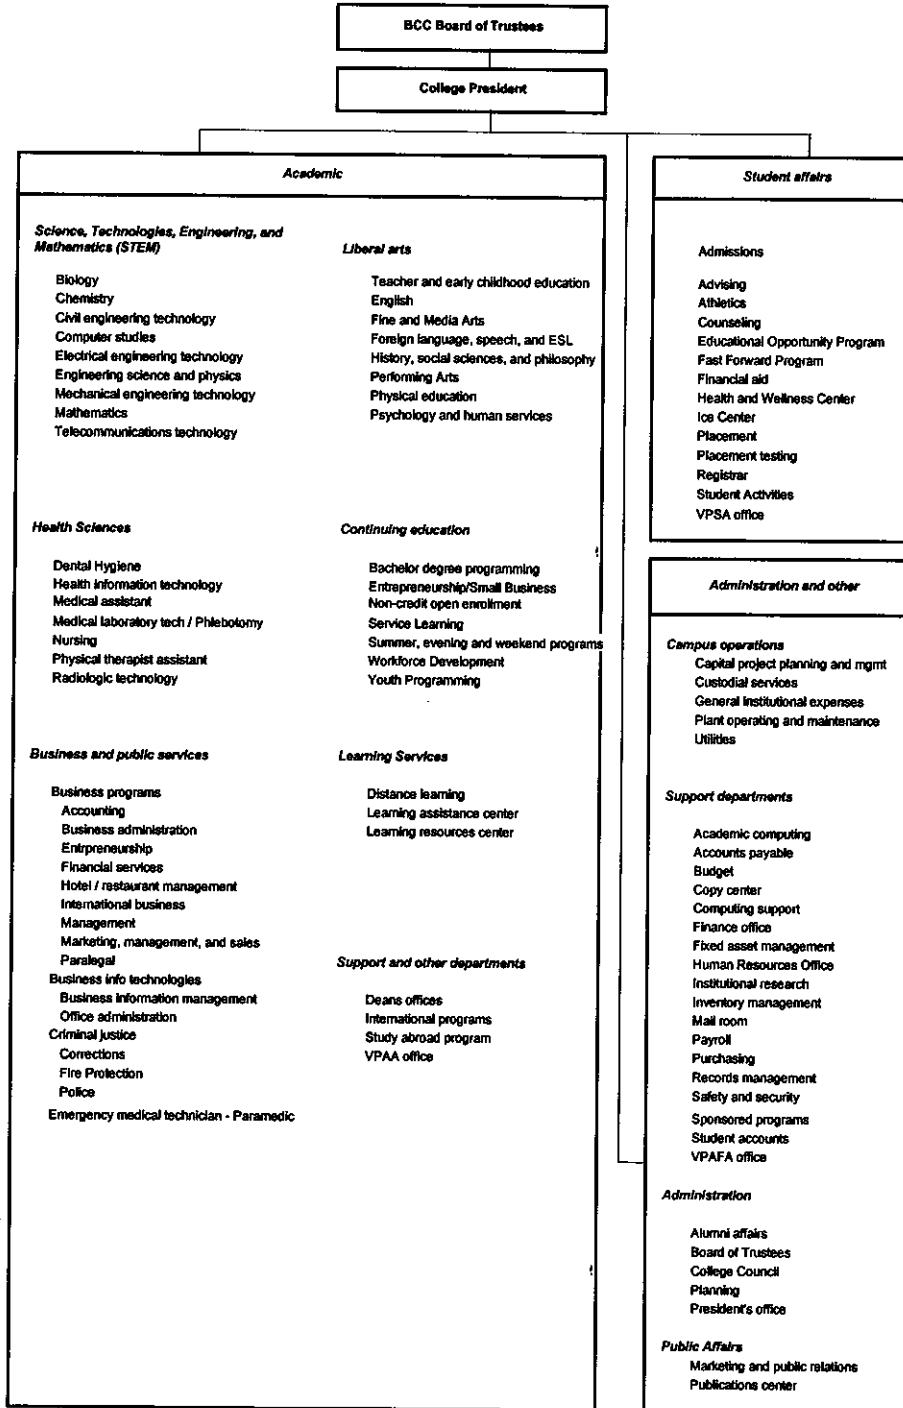 BCC Board of Trustees
College President
Academic
Science, Technologies, Engineering, and
Mathematics (STEM)
Biology
Chemistry
Civil engineering technology
Computer studies
Electrical engineering technology
Engineering science and physics
Mechanical engineering technology
Mathematics
Telecommunications technology
Liberal arts
Teacher and early childhood education
English
Fine and Media Arts
Foreign language, speech, and ESL
History, social sciences, and philosophy
Performing Arts
Physical education
Psychology and human services
Health Sciences
Dental Hygiene
Health information technology
Medical assistant
Medical laboratory tech / Phlebotomy
Nursing
Physical therapist assistant
Radiologic technology
Continuing education
Bachelor degree programming
Entrepreneurship/Small Business
Non-credit open enrollment
Service Learning
Summer, evening and weekend programs
Workforce Development
Youth Programming
Business and public services
Business programs
Accounting
Business administration
Entrpreneurship
Financial services
Hotel / restaurant management
International business
Management
Marketing, management, and sales
Paralegal
Business info technologies
Business information management
Office administration
Criminal justice
Corrections
Fire Protection
Police
Emergency medical technician - Paramedic
Learning Services
Distance learning
Learning assistance center
Learning resources center
Support and other departments
Deans offices
International programs
Study abroad program
VPAA office
Student affairs
Admissions
Advising
Athletics
Counseling
Educational Opportunity Program
Fast Forward Program
Financial aid
Health and Wellness Center
Ice Center
Placement
Placement testing
Registrar
Student Activities
VPSA office
Administration and other
Campus operations
Capital project planning and mgmt
Custodial services
General institutional expenses
Plant operating and maintenance
Utilities
Support departments
Academic computing
Accounts payable
Budget
Copy center
Computing support
Finance office
Fixed asset management
Human Resources Office
Institutional research
Inventory management
Mail room
Payroll
Purchasing
Records management
Safety and security
Sponsored programs
Student accounts
VPAFA office
Administration
Alumni affairs
Board of Trustees
College Council
Planning
President's office
Public Affairs
Marketing and public relations
Publications center